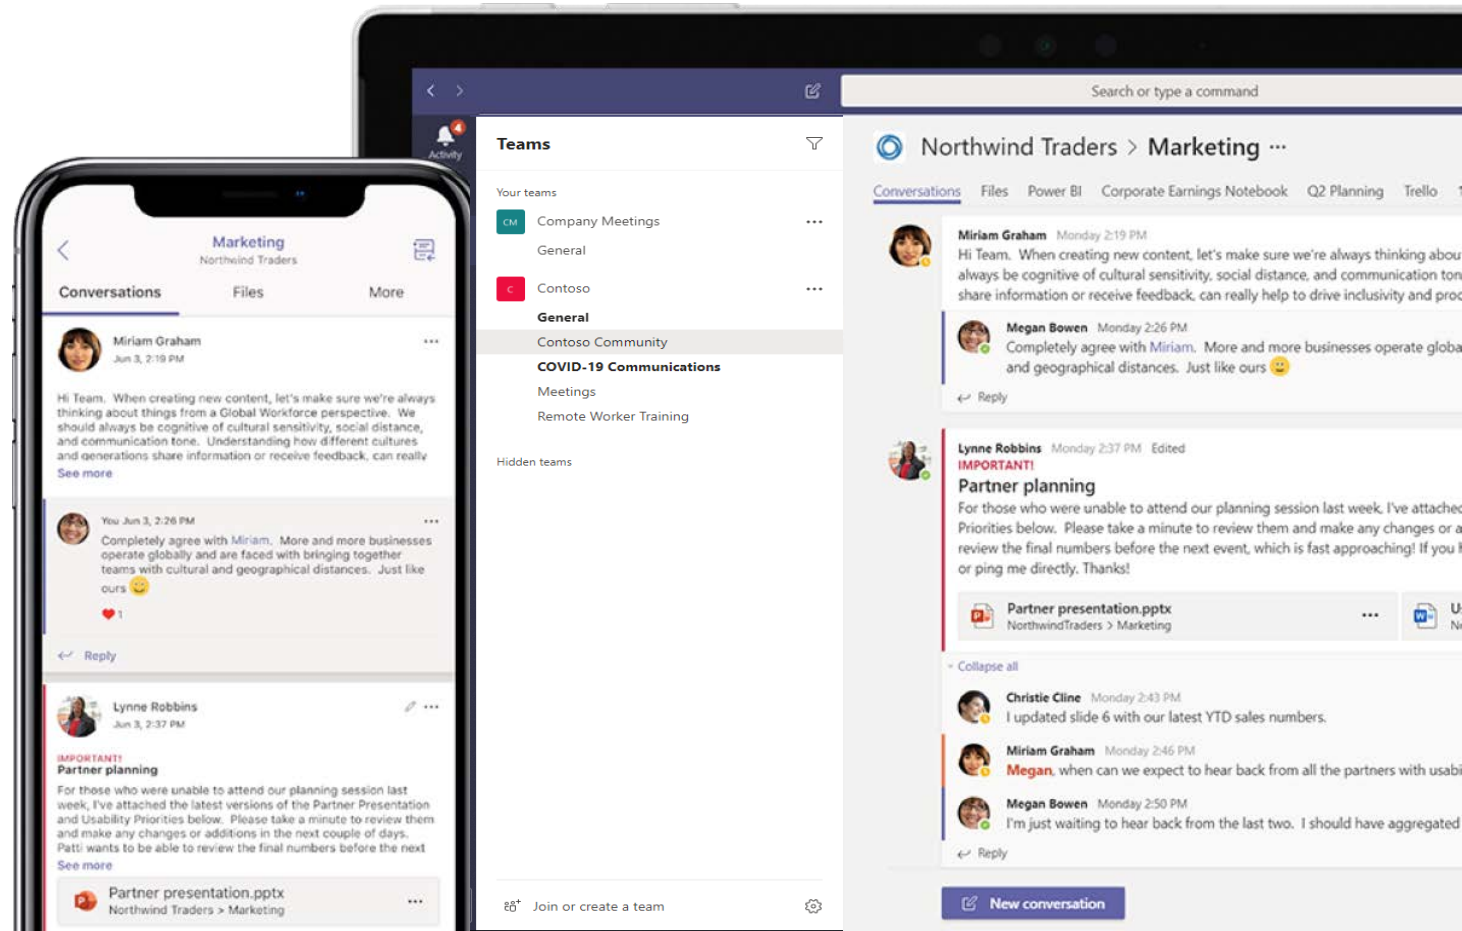 Search or type a command
4
Activity
Teams
Your teams
CM Company Meetings
General
C Contoso
General
Contoso Community
COVID-19 Communications
Meetings
Remote Worker Training
Hidden teams
Join or create a team
Northwind Traders > Marketing ...
Conversations Files Power BI Corporate Earnings Notebook Q2 Planning Trello
Miriam Graham Monday 2:19 PM
Hi Team. When creating new content, let's make sure we're always thinking abou
always be cognitive of cultural sensitivity, social distance, and communication ton
share information or receive feedback, can really help to drive inclusivity and prod
Megan Bowen Monday 2:26 PM
Completely agree with Miriam. More and more businesses operate globa
and geographical distances. Just like ours
Reply
Lynne Robbins Monday 2:37 PM Edited
IMPORTANT!
Partner planning
For those who were unable to attend our planning session last week, I've attached
Priorities below. Please take a minute to review them and make any changes or a
review the final numbers before the next event, which is fast approaching! If you h
or ping me directly. Thanks!
Partner presentation.pptx
NorthwindTraders > Marketing
Collapse all
Christie Cline Monday 2:43 PM
I updated slide 6 with our latest YTD sales numbers.
Miriam Graham Monday 2:46 PM
Megan, when can we expect to hear back from all the partners with usabi
Megan Bowen Monday 2:50 PM
I'm just waiting to hear back from the last two. I should have aggregated
Reply
New conversation
Marketing
Northwind Traders
Conversations Files More
Miriam Graham
Jun 3, 2:19 PM
Hi Team. When creating new content, let's make sure we're always
thinking about things from a Global Workforce perspective. We
should always be cognitive of cultural sensitivity, social distance,
and communication tone. Understanding how different cultures
and generations share information or receive feedback, can really
See more
You Jun 3, 2:26 PM
Completely agree with Miriam. More and more businesses
operate globally and are faced with bringing together
teams with cultural and geographical distances. Just like
ours
1
Reply
Lynne Robbins
Jun 3, 2:37 PM
IMPORTANT!
Partner planning
For those who were unable to attend our planning session last
week, I've attached the latest versions of the Partner Presentation
and Usability Priorities below. Please take a minute to review them
and make any changes or additions in the next couple of days.
Patti wants to be able to review the final numbers before the next
See more
Partner presentation.pptx
Northwind Traders > Marketing